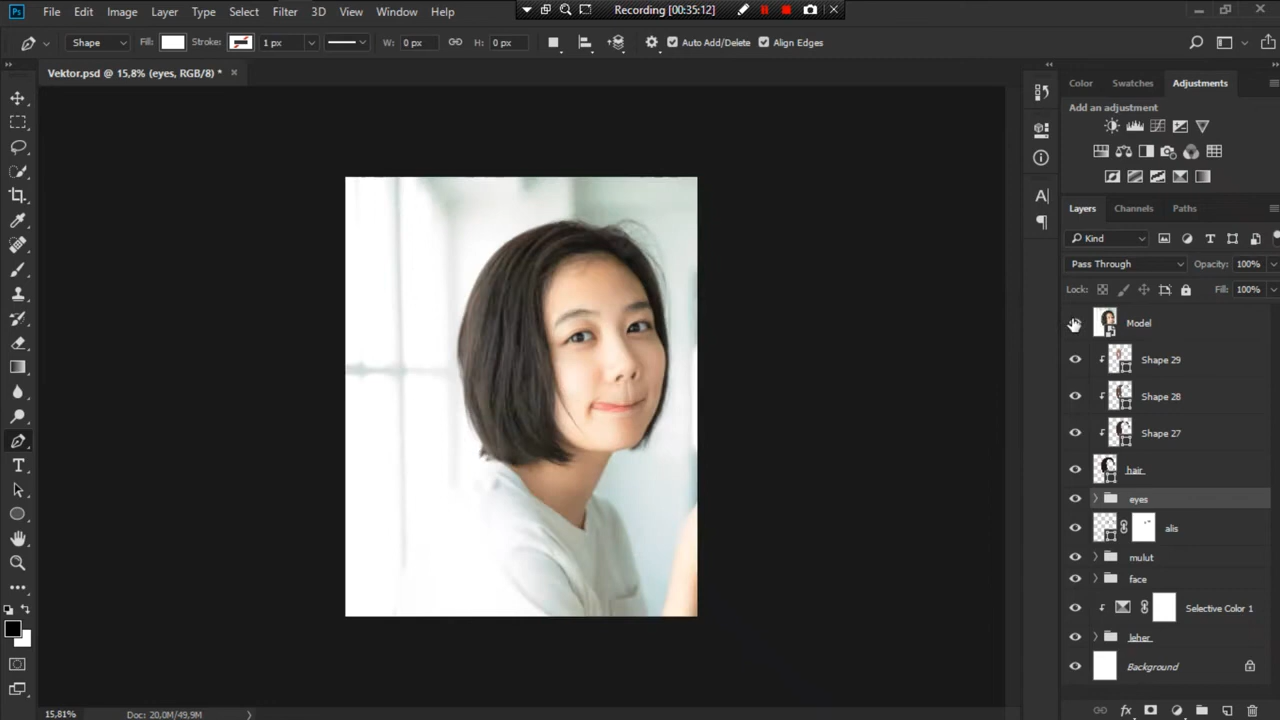 Ps File Edit Image Layer Type Select Filter 3D View Window Help
Recording [00:35:12]
Shape Fill: Stroke: 1 px W: 0 px H: 0 px Auto Add/Delete Align Edges
Vektor.psd @ 15,8% (eyes, RGB/8) *
Color Swatches Adjustments
Add an adjustment
Layers Channels Paths
Kind
Pass Through Opacity: 100%
Lock: Fill: 100%
Model
Shape 29
Shape 28
Shape 27
hair
eyes
alis
mulut
face
Selective Color 1
leher
Background
15,81% Doc: 20,0M/49,9M